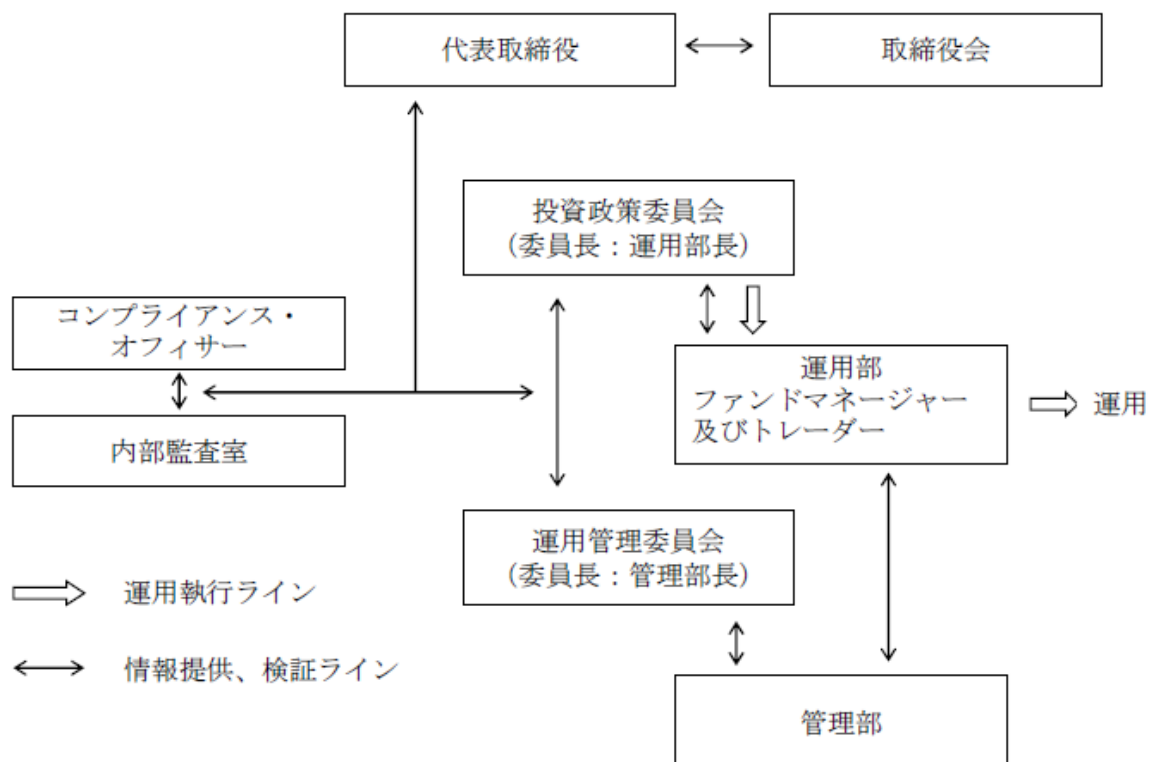 代表取締役
取締役会
投資政策委員会
(委員長:運用部長)
コンプライアンス・
オフィサー
内部監査室
運用部
ファンドマネージャー
及びトレーダー
運用
運用管理委員会
(委員長:管理部長)
運用執行ライン
情報提供、検証ライン
管理部